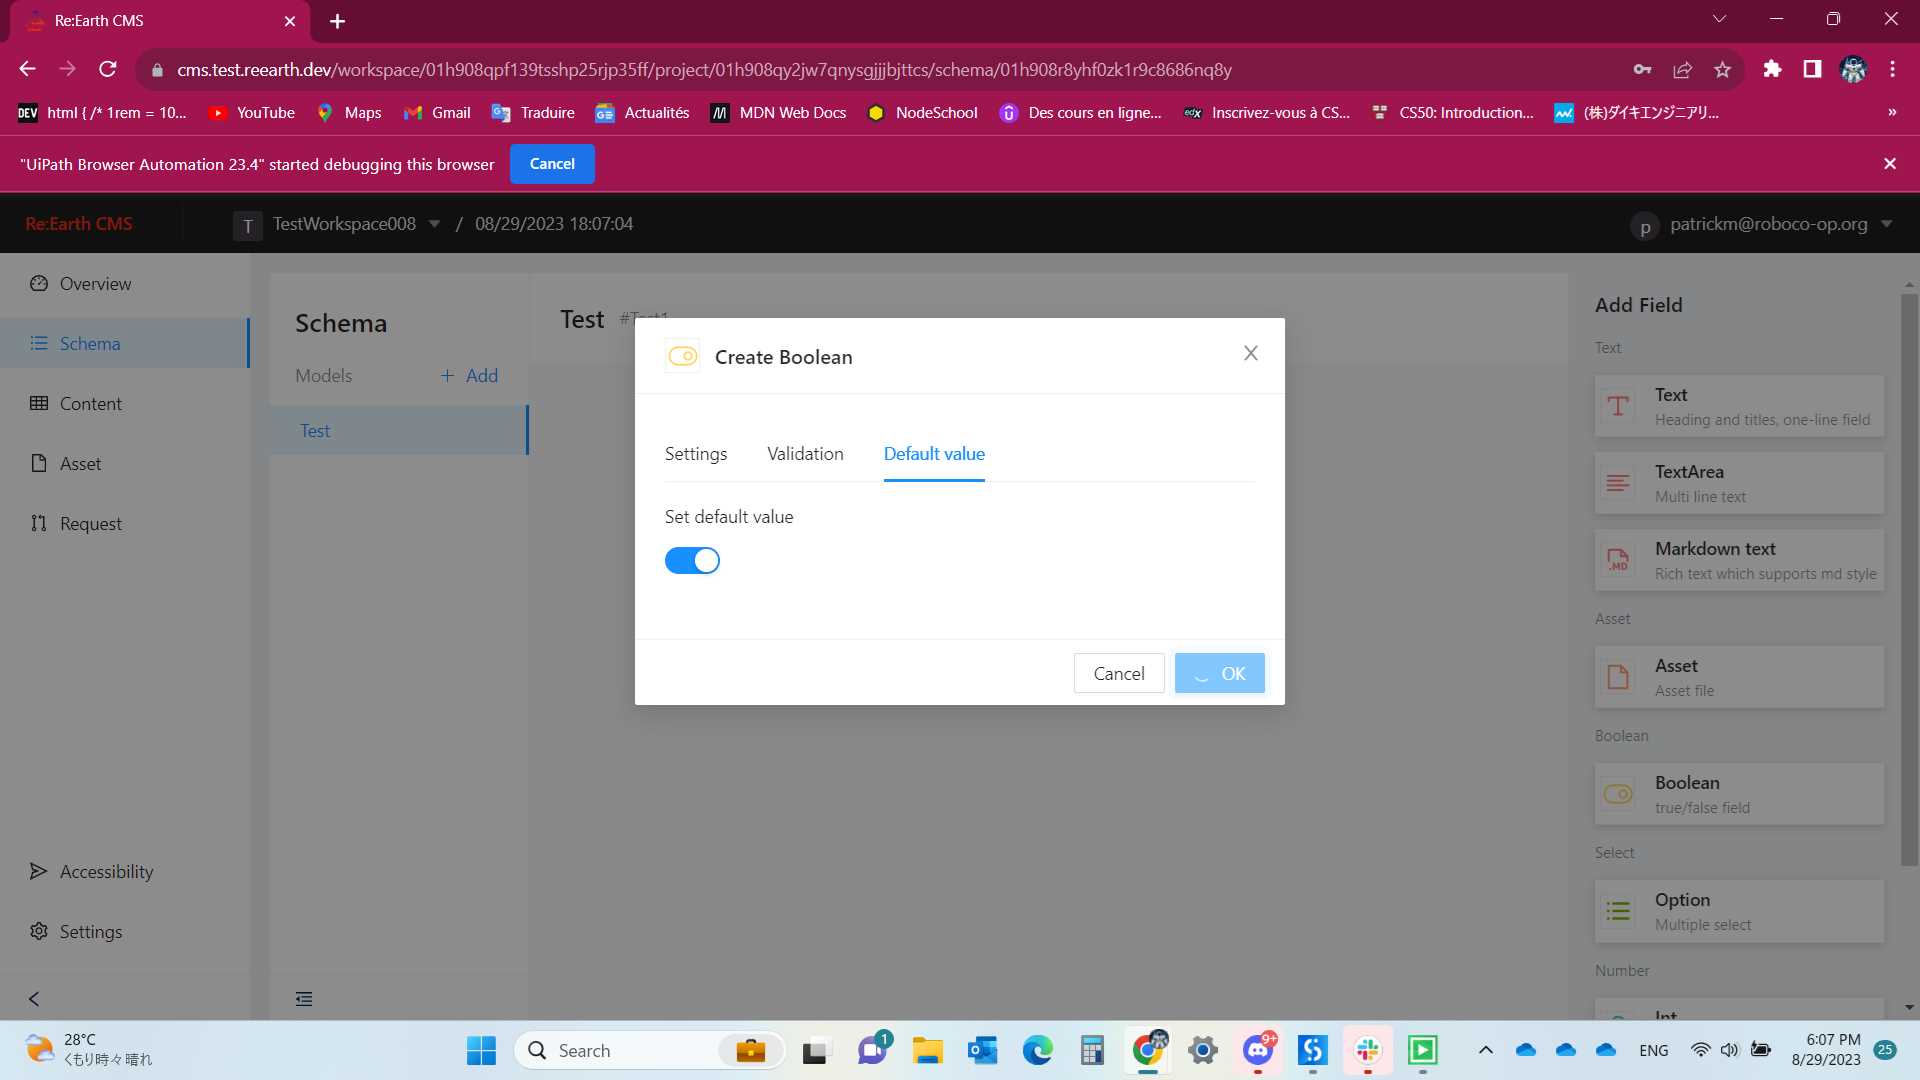 Re:Earth CMS
cms.test.reearth.dev/workspace/01h908qpf139tsshp25rjp35ff/project/01h908qy2jw7qnysgjjjbjttcs/schema/01h908r8yhf0zk1r9c8686nq8y
DEV html { /* 1rem = 10... YouTube Maps Gmail Traduire Actualités MDN Web Docs NodeSchool Des cours en ligne... edX Inscrivez-vous à CS... CS50: Introduction... (株)ダイキエンジニアリ... »
"UiPath Browser Automation 23.4" started debugging this browser Cancel
Re:Earth CMS T TestWorkspace008 / 08/29/2023 18:07:04 p patrickm@roboco-op.org
Overview
Schema
Content
Asset
Request
Accessibility
Settings
Schema
Models + Add
Test
Test #Test1
Create Boolean
Settings Validation Default value
Set default value
Cancel OK
Add Field
Text
Text
Heading and titles, one-line field
TextArea
Multi line text
.MD
Markdown text
Rich text which supports md style
Asset
Asset
Asset file
Boolean
Boolean
true/false field
Select
Option
Multiple select
Number
Int
28°C
くもり時々晴れ
Search
1
9+
ENG
6:07 PM
8/29/2023
25